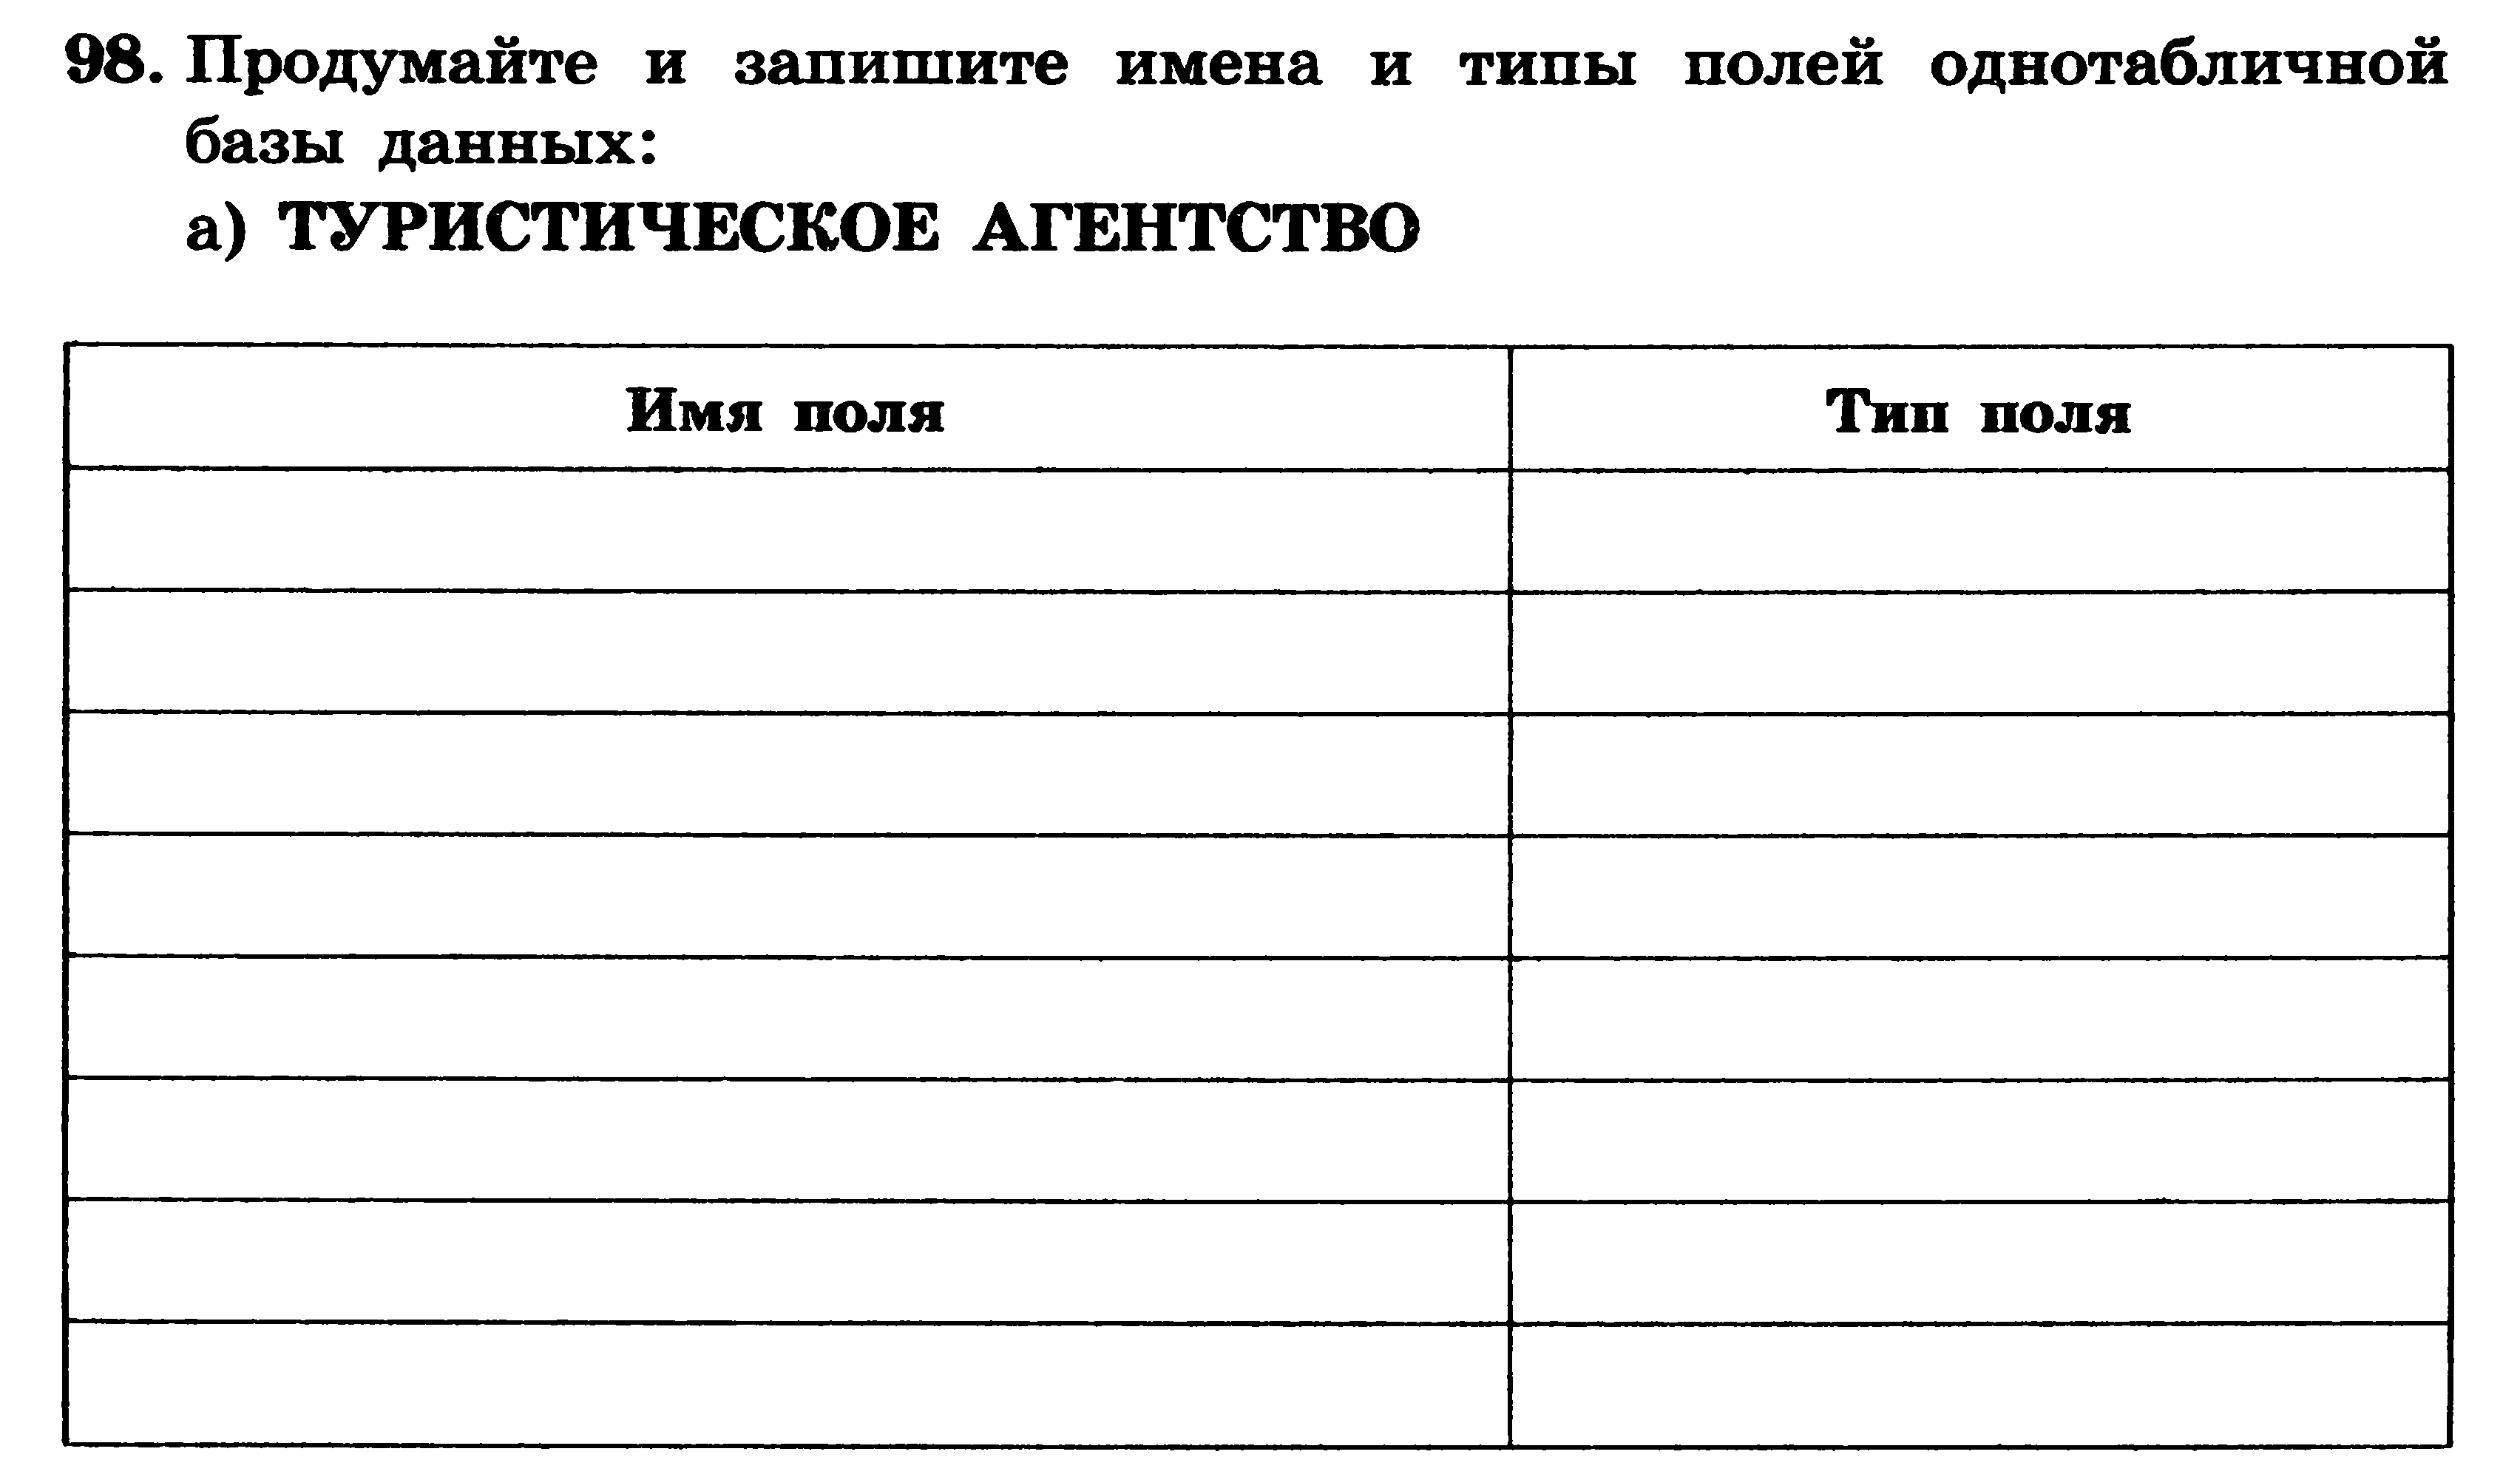 98. Продумайте и запишите имена и типы полей однотабличной
базы данных:
а) ТУРИСТИЧЕСКОЕ АГЕНТСТВО
Имя поля Тип поля